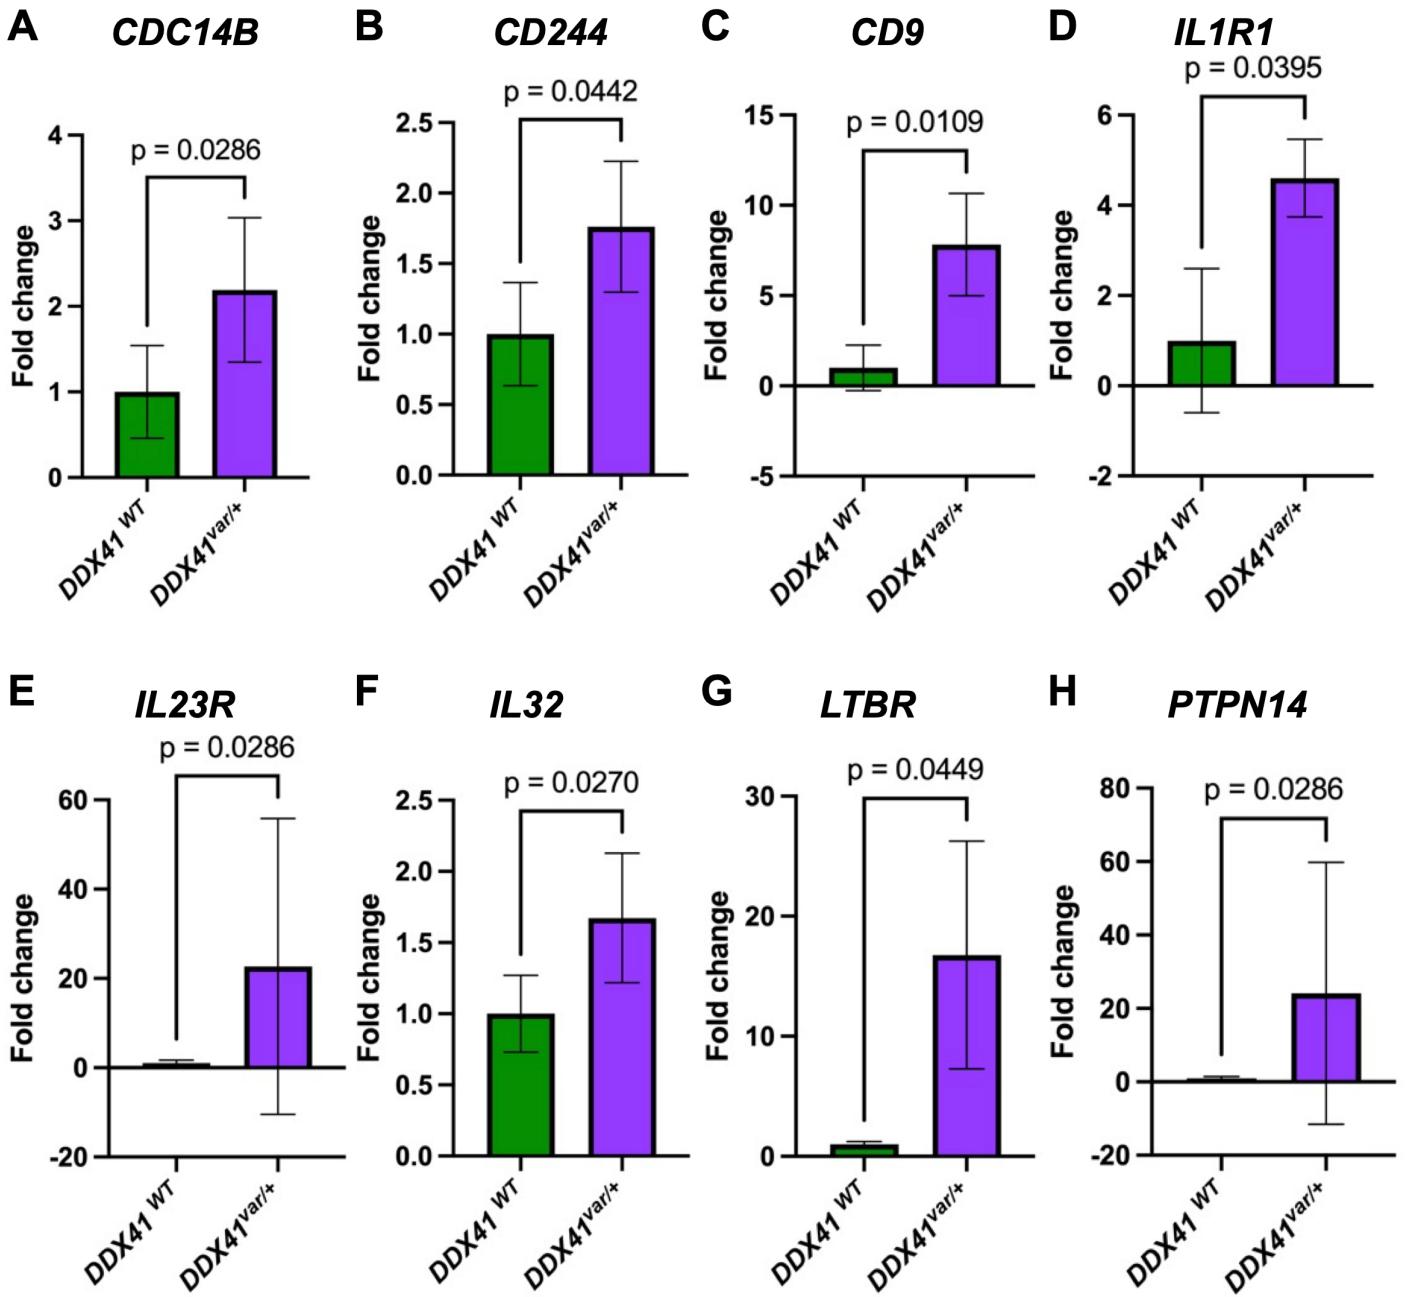 A CDC14B
p = 0.0286
Fold change
4
3
2
1
0
DDX41 WT
DDX41var/+
B CD244
p = 0.0442
Fold change
2.5
2.0
1.5
1.0
0.5
0.0
DDX41 WT
DDX41var/+
C CD9
p = 0.0109
Fold change
15
10
5
0
-5
DDX41 WT
DDX41var/+
D IL1R1
p = 0.0395
Fold change
6
4
2
0
-2
DDX41 WT
DDX41var/+
E IL23R
p = 0.0286
Fold change
60
40
20
0
-20
DDX41 WT
DDX41var/+
F IL32
p = 0.0270
Fold change
2.5
2.0
1.5
1.0
0.5
0.0
DDX41 WT
DDX41var/+
G LTBR
p = 0.0449
Fold change
30
20
10
0
DDX41 WT
DDX41var/+
H PTPN14
p = 0.0286
Fold change
80
60
40
20
0
-20
DDX41 WT
DDX41var/+